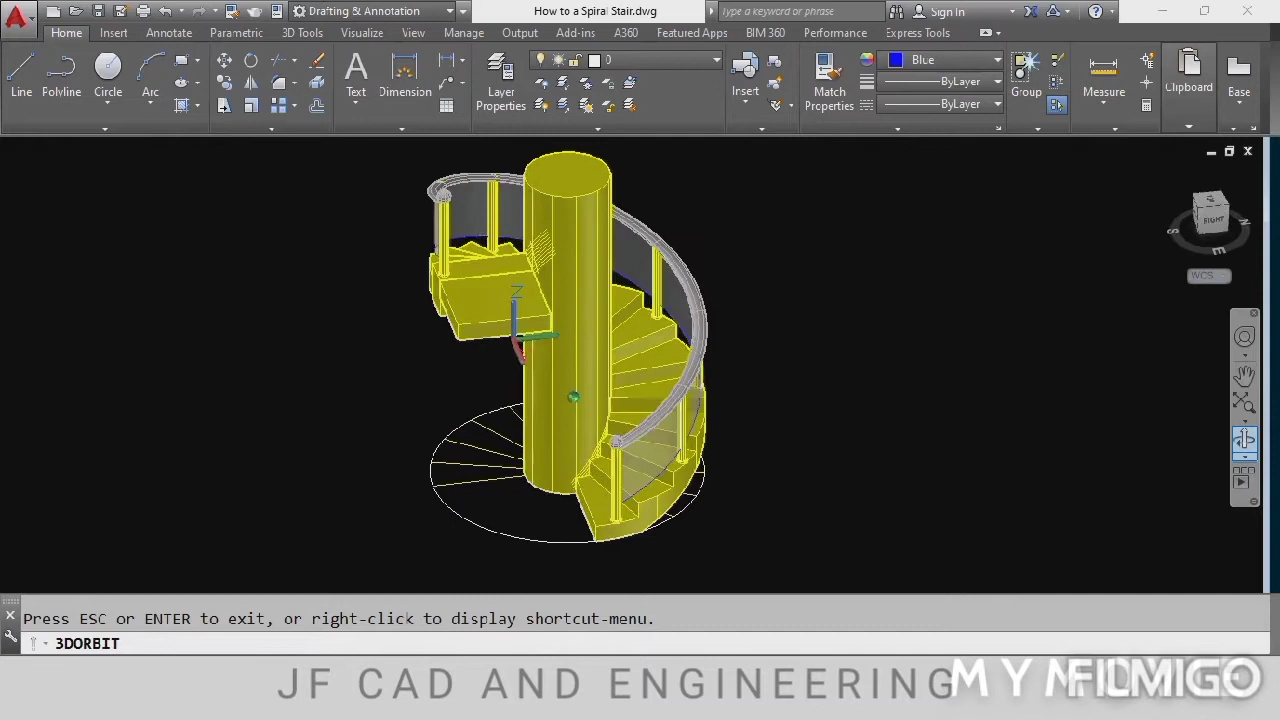 Drafting & Annotation
How to a Spiral Stair.dwg
Type a keyword or phrase
Sign In
Home Insert Annotate Parametric 3D Tools Visualize View Manage Output Add-ins A360 Featured Apps BIM 360 Performance Express Tools
0
Blue
ByLayer
ByLayer
Line Polyline Circle Arc Text Dimension Layer Properties Insert Match Properties Group Measure Clipboard Ease
RIGHT
S N E
WCS
Z
Press ESC or ENTER to exit, or right-click to display shortcut-menu.
3DORBIT
JF CAD AND ENGINEERING
FILMIGO